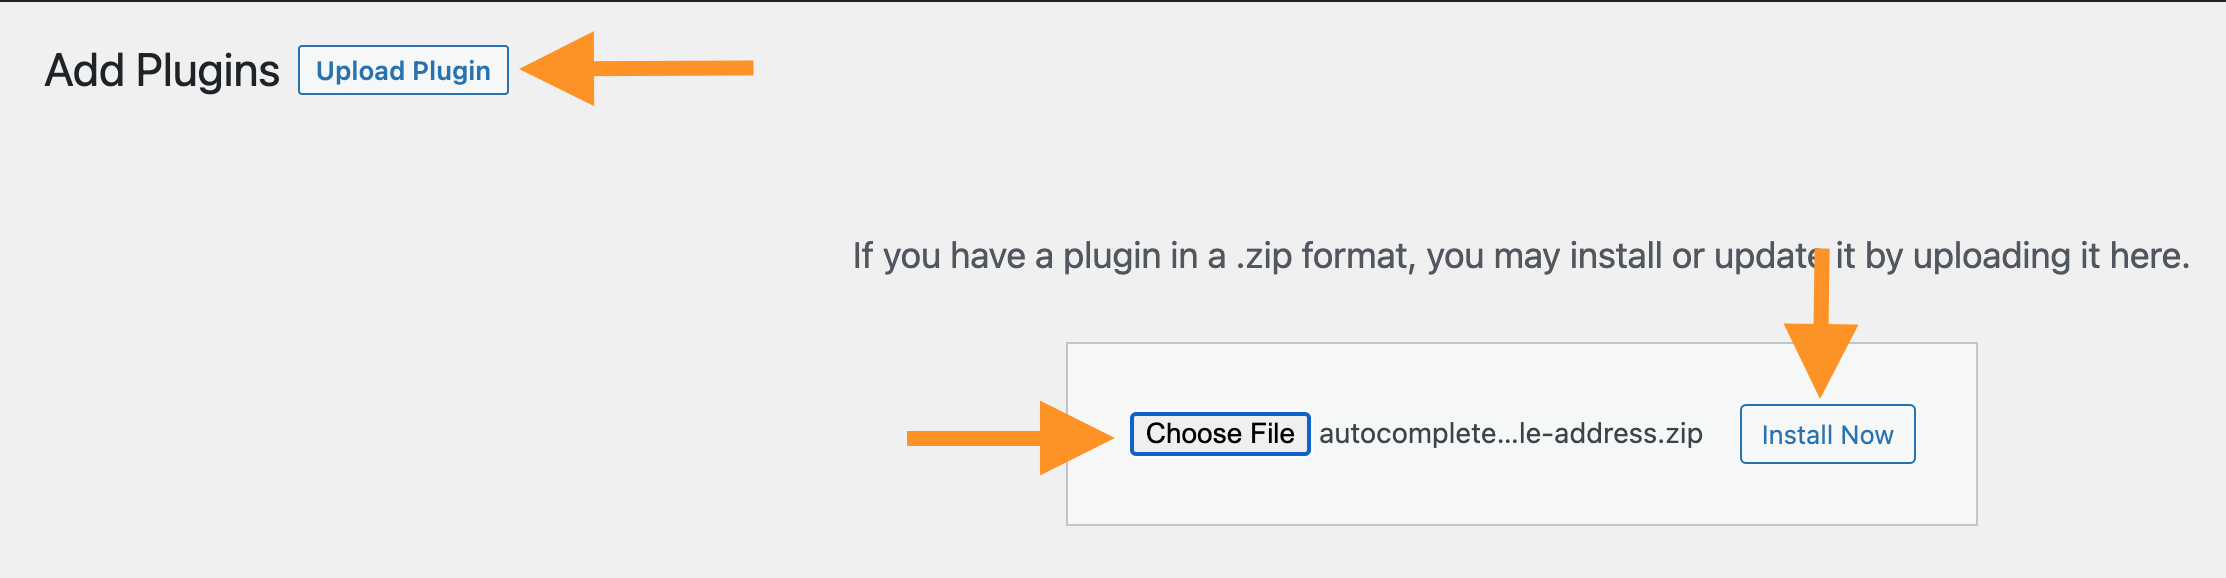 Add Plugins Upload Plugin
If you have a plugin in a .zip format, you may install or update it by uploading it here.
Choose File autocomplete...le-address.zip Install Now